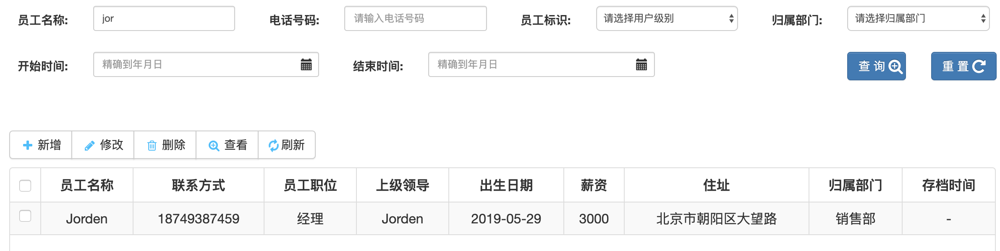 员工名称: jor 电话号码: 请输入电话号码 员工标识: 请选择用户级别 归属部门: 请选择归属部门
开始时间: 精确到年月日 结束时间: 精确到年月日 查 询 重 置
新增 修改 删除 查看 刷新
员工名称 联系方式 员工职位 上级领导 出生日期 薪资 住址 归属部门 存档时间
Jorden 18749387459 经理 Jorden 2019-05-29 3000 北京市朝阳区大望路 销售部 -